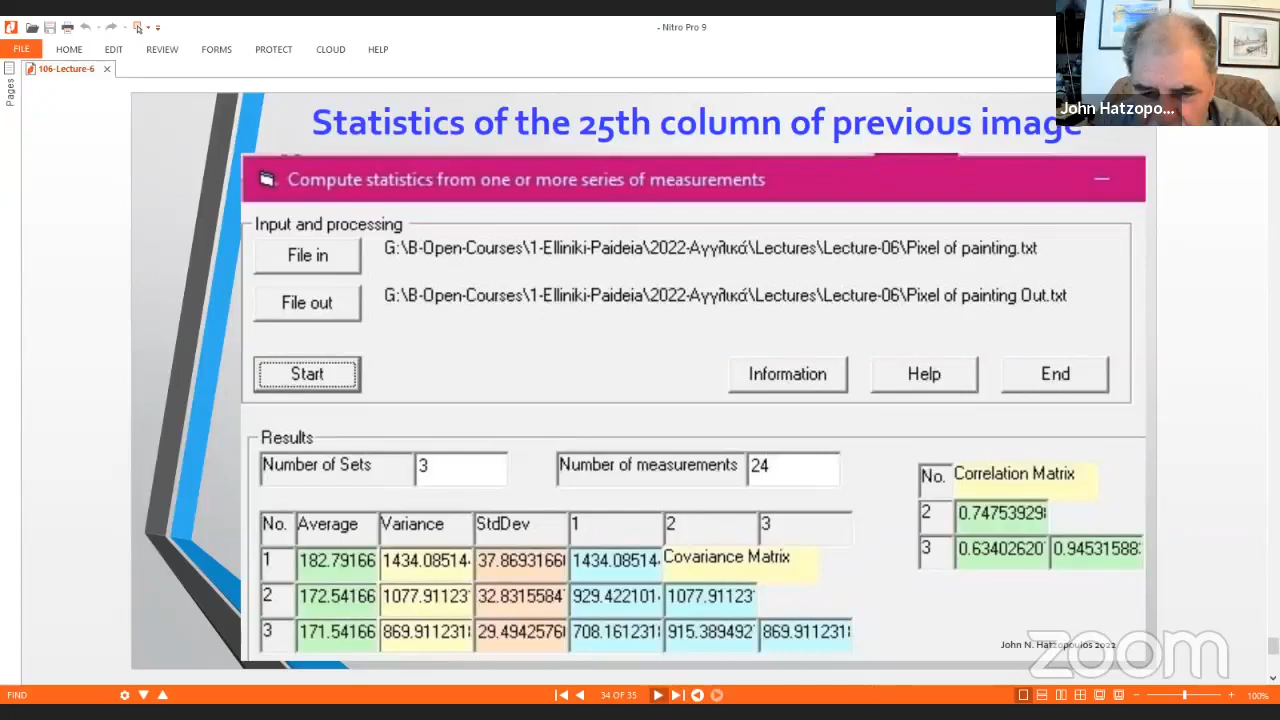 - Nitro Pro 9
FILE HOME EDIT REVIEW FORMS PROTECT CLOUD HELP
106-Lecture-6
Pages
John Hatzopo...
Statistics of the 25th column of previous image
Compute statistics from one or more series of measurements
Input and processing
File in G:\B-Open-Courses\1-Elliniki-Paideia\2022-Αγγλικά\Lectures\Lecture-06\Pixel of painting.txt
File out G:\B-Open-Courses\1-Elliniki-Paideia\2022-Αγγλικά\Lectures\Lecture-06\Pixel of painting Out.txt
Start Information Help End
Results
Number of Sets 3 Number of measurements 24
No. Correlation Matrix
2 0.74753929
3 0.63402620 0.94531588
No. Average Variance StdDev 1 2 3
1 182.79166 1434.08514 37.8693166 1434.08514 Covariance Matrix
2 172.54166 1077.91123 32.8315584 929.422101 1077.91123
3 171.54166 869.911231 29.4942576 708.161231 915.389492 869.911231
John N. Hatzopoulos 2022
zoom
FIND 34 OF 35 100%